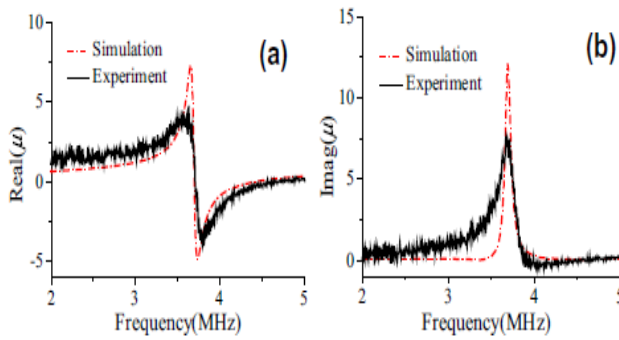 10
5
0
-5
Real(μ)
Simulation
Experiment
(a)
2
3
4
5
Frequency(MHz)
15
10
5
0
Imag(μ)
Simulation
Experiment
(b)
2
3
4
5
Frequency(MHz)